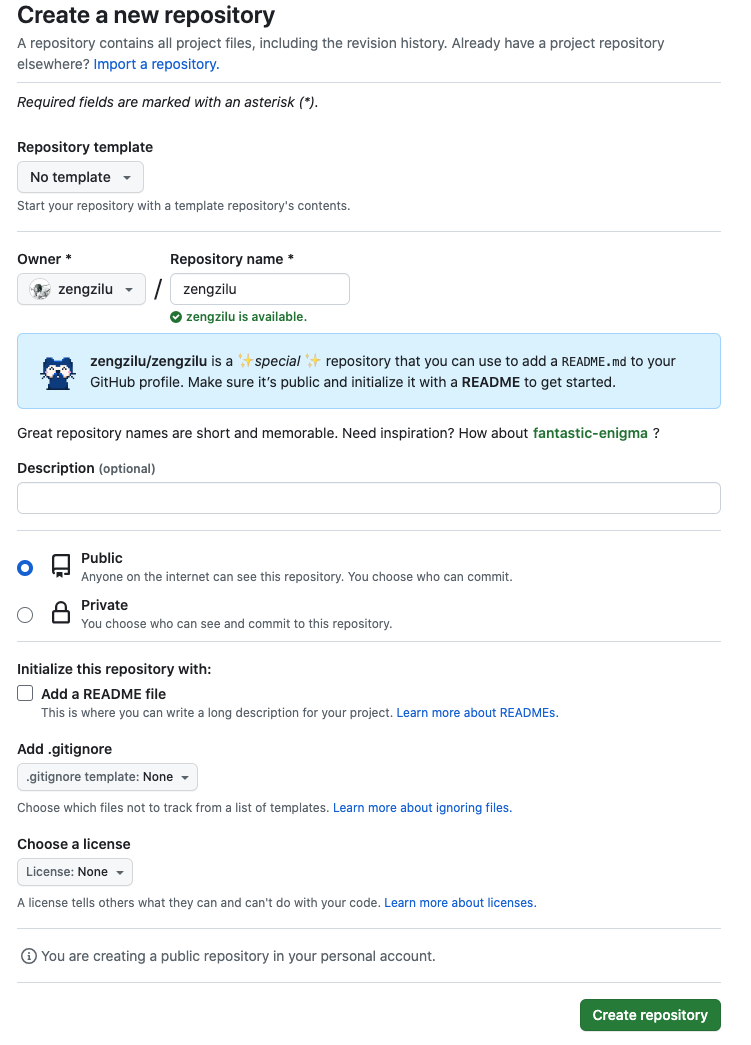 Create a new repository
A repository contains all project files, including the revision history. Already have a project repository
elsewhere? Import a repository.
Required fields are marked with an asterisk (*).
Repository template
No template
Start your repository with a template repository's contents.
Owner * Repository name *
zengzilu / zengzilu
zengzilu is available.
zengzilu/zengzilu is a ✨special ✨ repository that you can use to add a README.md to your
GitHub profile. Make sure it’s public and initialize it with a README to get started.
Great repository names are short and memorable. Need inspiration? How about fantastic-enigma ?
Description (optional)
Public
Anyone on the internet can see this repository. You choose who can commit.
Private
You choose who can see and commit to this repository.
Initialize this repository with:
Add a README file
This is where you can write a long description for your project. Learn more about READMEs.
Add .gitignore
.gitignore template: None
Choose which files not to track from a list of templates. Learn more about ignoring files.
Choose a license
License: None
A license tells others what they can and can't do with your code. Learn more about licenses.
You are creating a public repository in your personal account.
Create repository